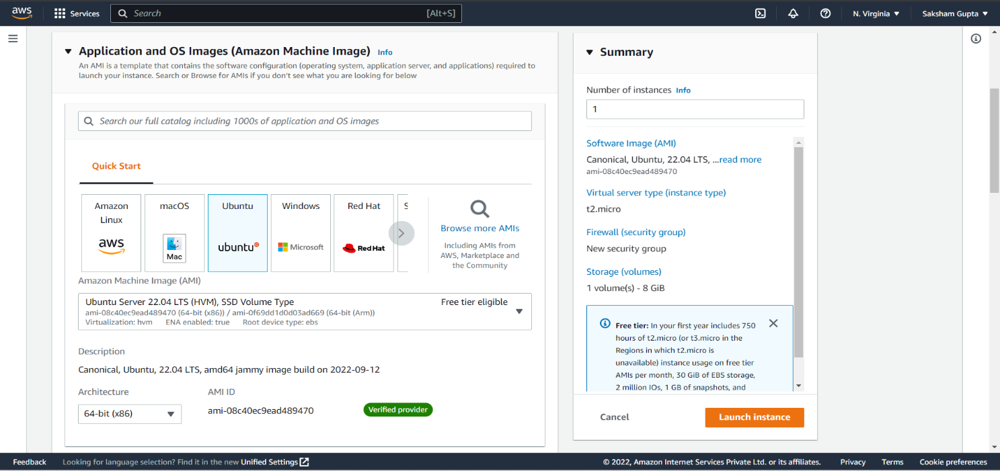 aws
Services
Search
[Alt+S]
N. Virginia
Saksham Gupta
Application and OS Images (Amazon Machine Image) Info
An AMI is a template that contains the software configuration (operating system, application server, and applications) required to
launch your instance. Search or Browse for AMIs if you don't see what you are looking for below
Search our full catalog including 1000s of application and OS images
Quick Start
Amazon
Linux
aws
macOS
Mac
Ubuntu
ubuntu
Windows
Microsoft
Red Hat
Red Hat
S
Browse more AMIs
Including AMIs from
AWS, Marketplace and
the Community
Amazon Machine Image (AMI)
Ubuntu Server 22.04 LTS (HVM), SSD Volume Type
Free tier eligible
ami-08c40ec9ead489470 (64-bit (x86)) / ami-0f69dd1d0d03ad669 (64-bit (Arm))
Virtualization: hvm ENA enabled: true Root device type: ebs
Description
Canonical, Ubuntu, 22.04 LTS, amd64 jammy image build on 2022-09-12
Architecture
64-bit (x86)
AMI ID
ami-08c40ec9ead489470
Verified provider
Summary
Number of instances Info
1
Software Image (AMI)
Canonical, Ubuntu, 22.04 LTS, ...read more
ami-08c40ec9ead489470
Virtual server type (instance type)
t2.micro
Firewall (security group)
New security group
Storage (volumes)
1 volume(s) - 8 GiB
Free tier: In your first year includes 750
hours of t2.micro (or t3.micro in the
Regions in which t2.micro is
unavailable) instance usage on free tier
AMIs per month, 30 GiB of EBS storage,
2 million IOs, 1 GB of snapshots, and
Cancel
Launch instance
Feedback
Looking for language selection? Find it in the new Unified Settings
© 2022, Amazon Internet Services Private Ltd. or its affiliates.
Privacy
Terms
Cookie preferences